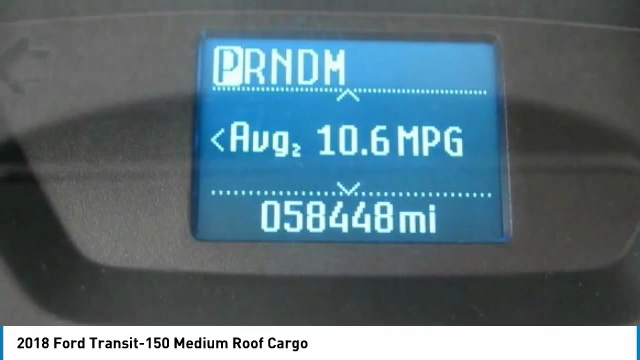 PRNDM
<Avg₂ 10.6 MPG
058448mi
2018 Ford Transit-150 Medium Roof Cargo